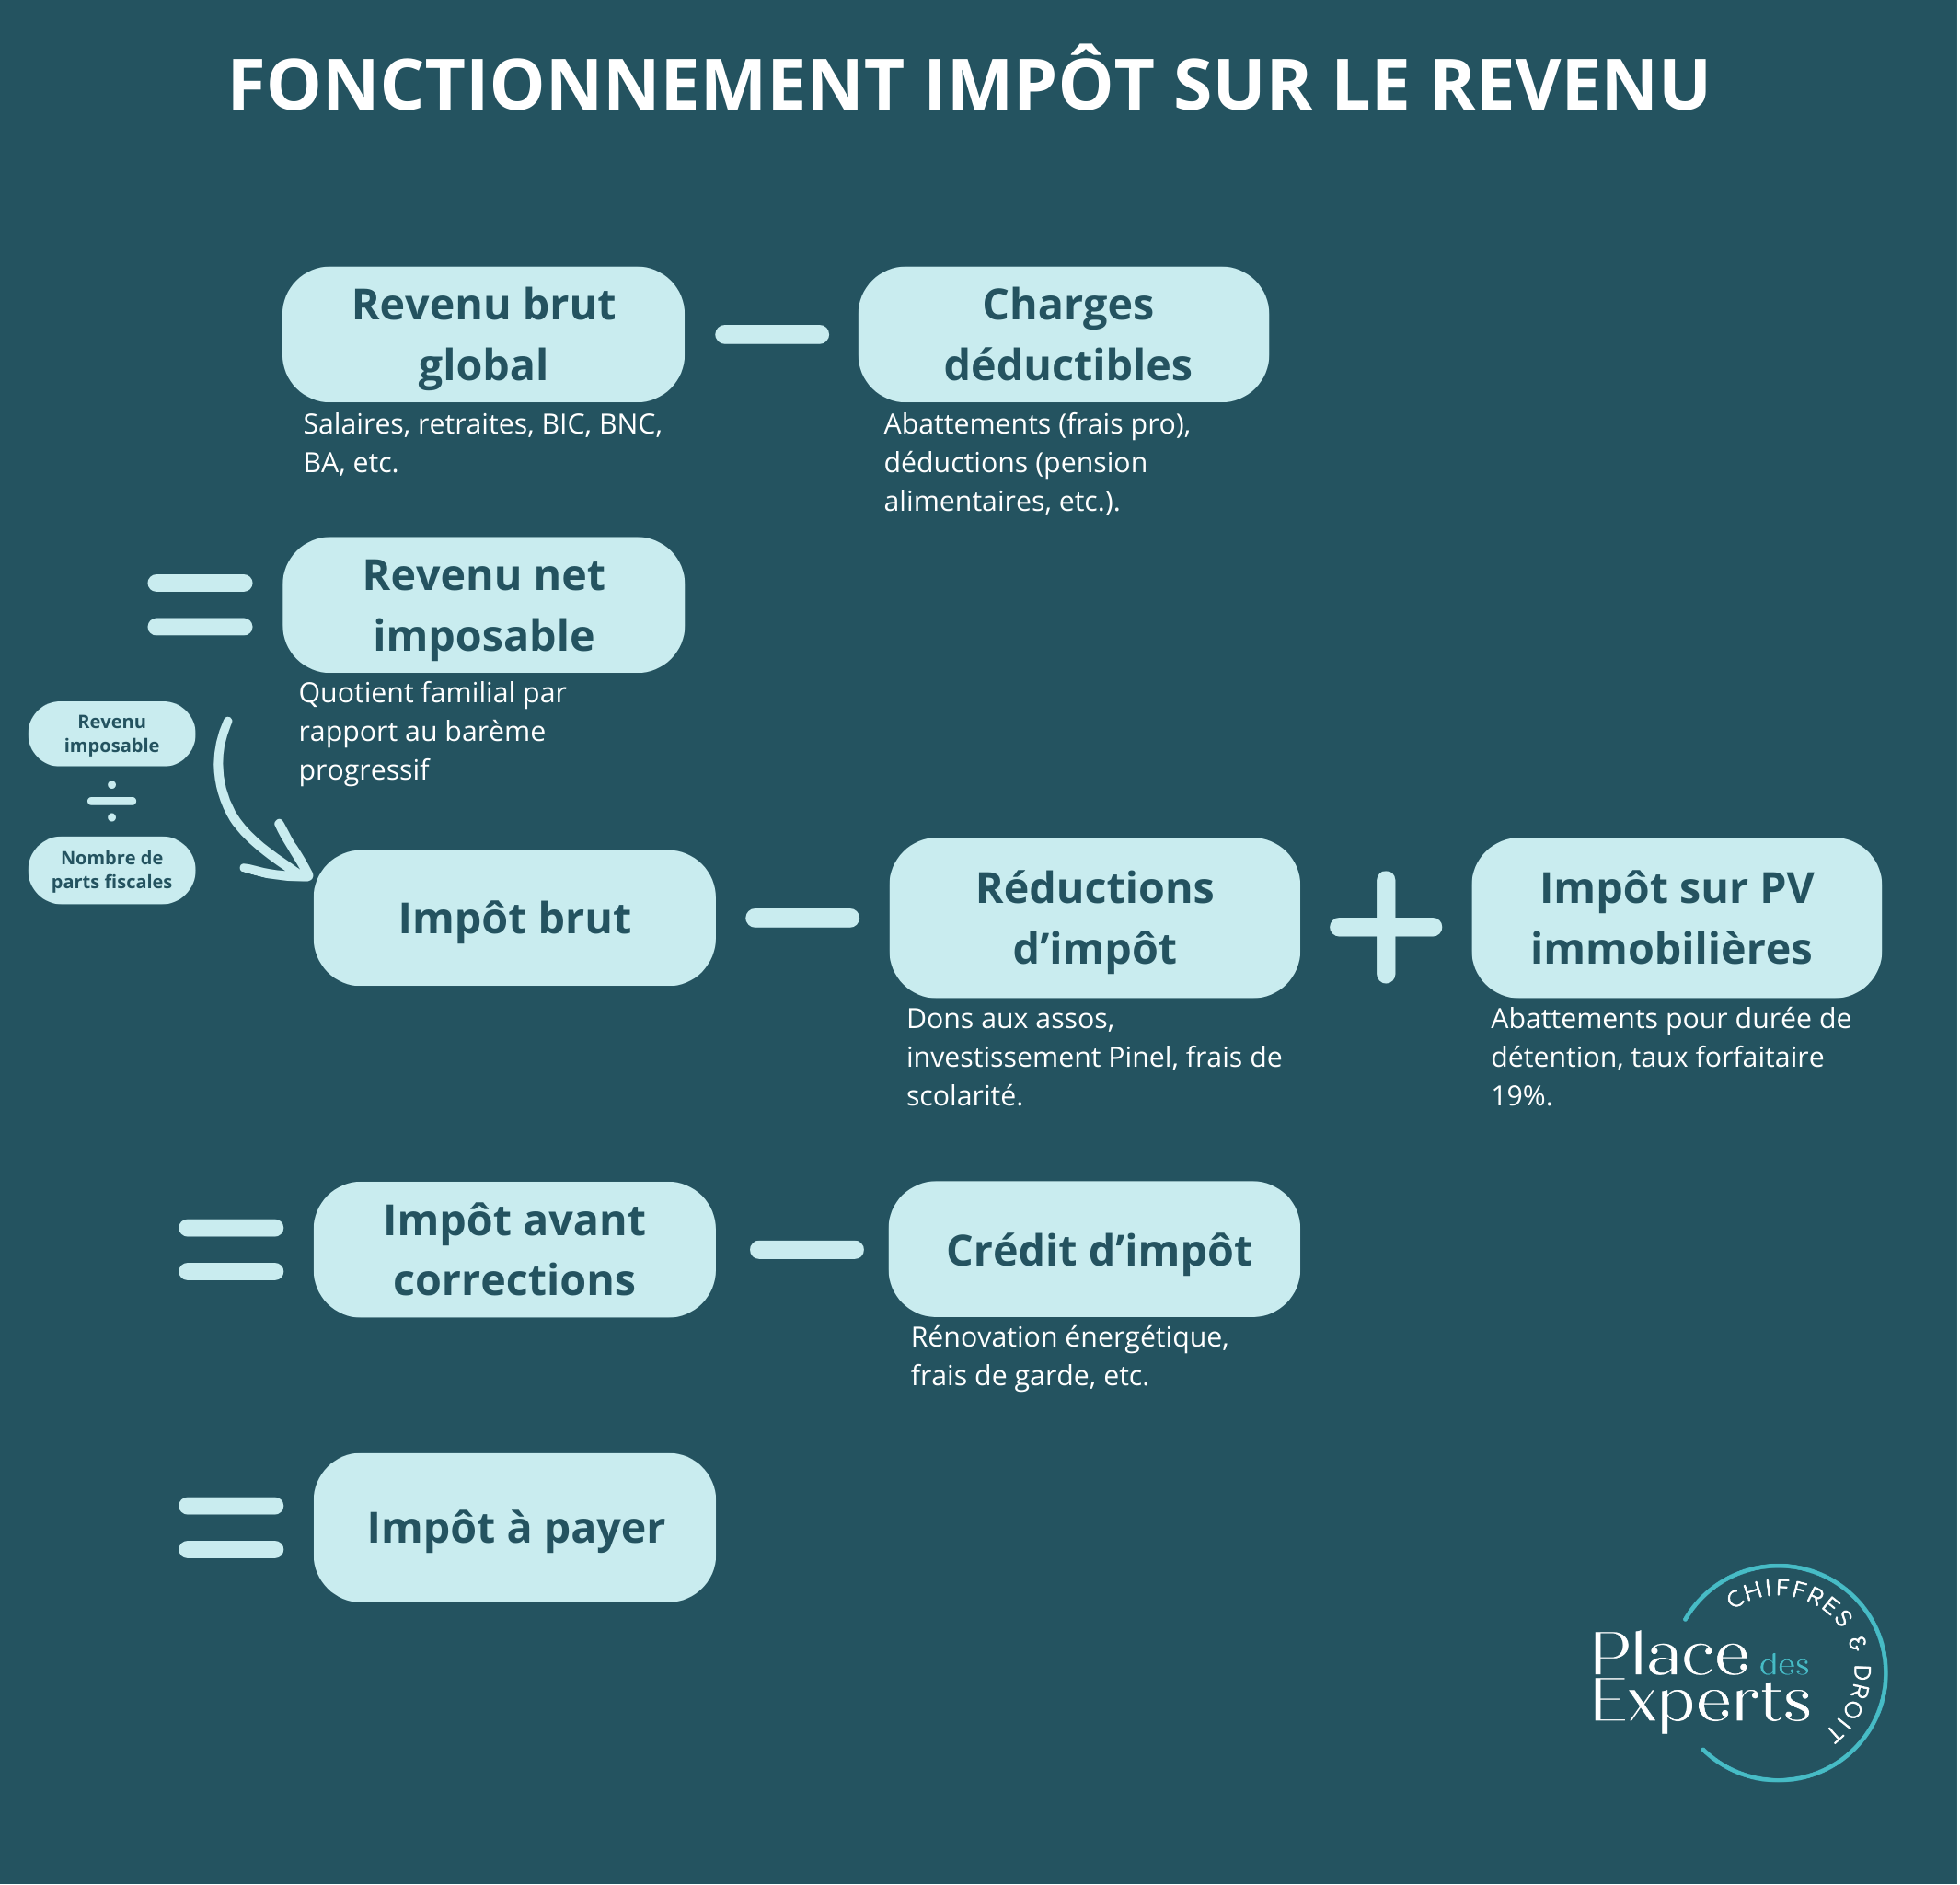 FONCTIONNEMENT IMPÔT SUR LE REVENU
Revenu brut
global
Charges
déductibles
Salaires, retraites, BIC, BNC,
BA, etc.
Abattements (frais pro),
déductions (pension
alimentaires, etc.).
Revenu net
imposable
Quotient familial par
rapport au barème
progressif
Revenu
imposable
Nombre de
parts fiscales
Impôt brut
Réductions
d’impôt
Impôt sur PV
immobilières
Dons aux assos,
investissement Pinel, frais de
scolarité.
Abattements pour durée de
détention, taux forfaitaire
19%.
Impôt avant
corrections
Crédit d’impôt
Rénovation énergétique,
frais de garde, etc.
Impôt à payer
CHIFFRES & DROIT
Place des
Experts